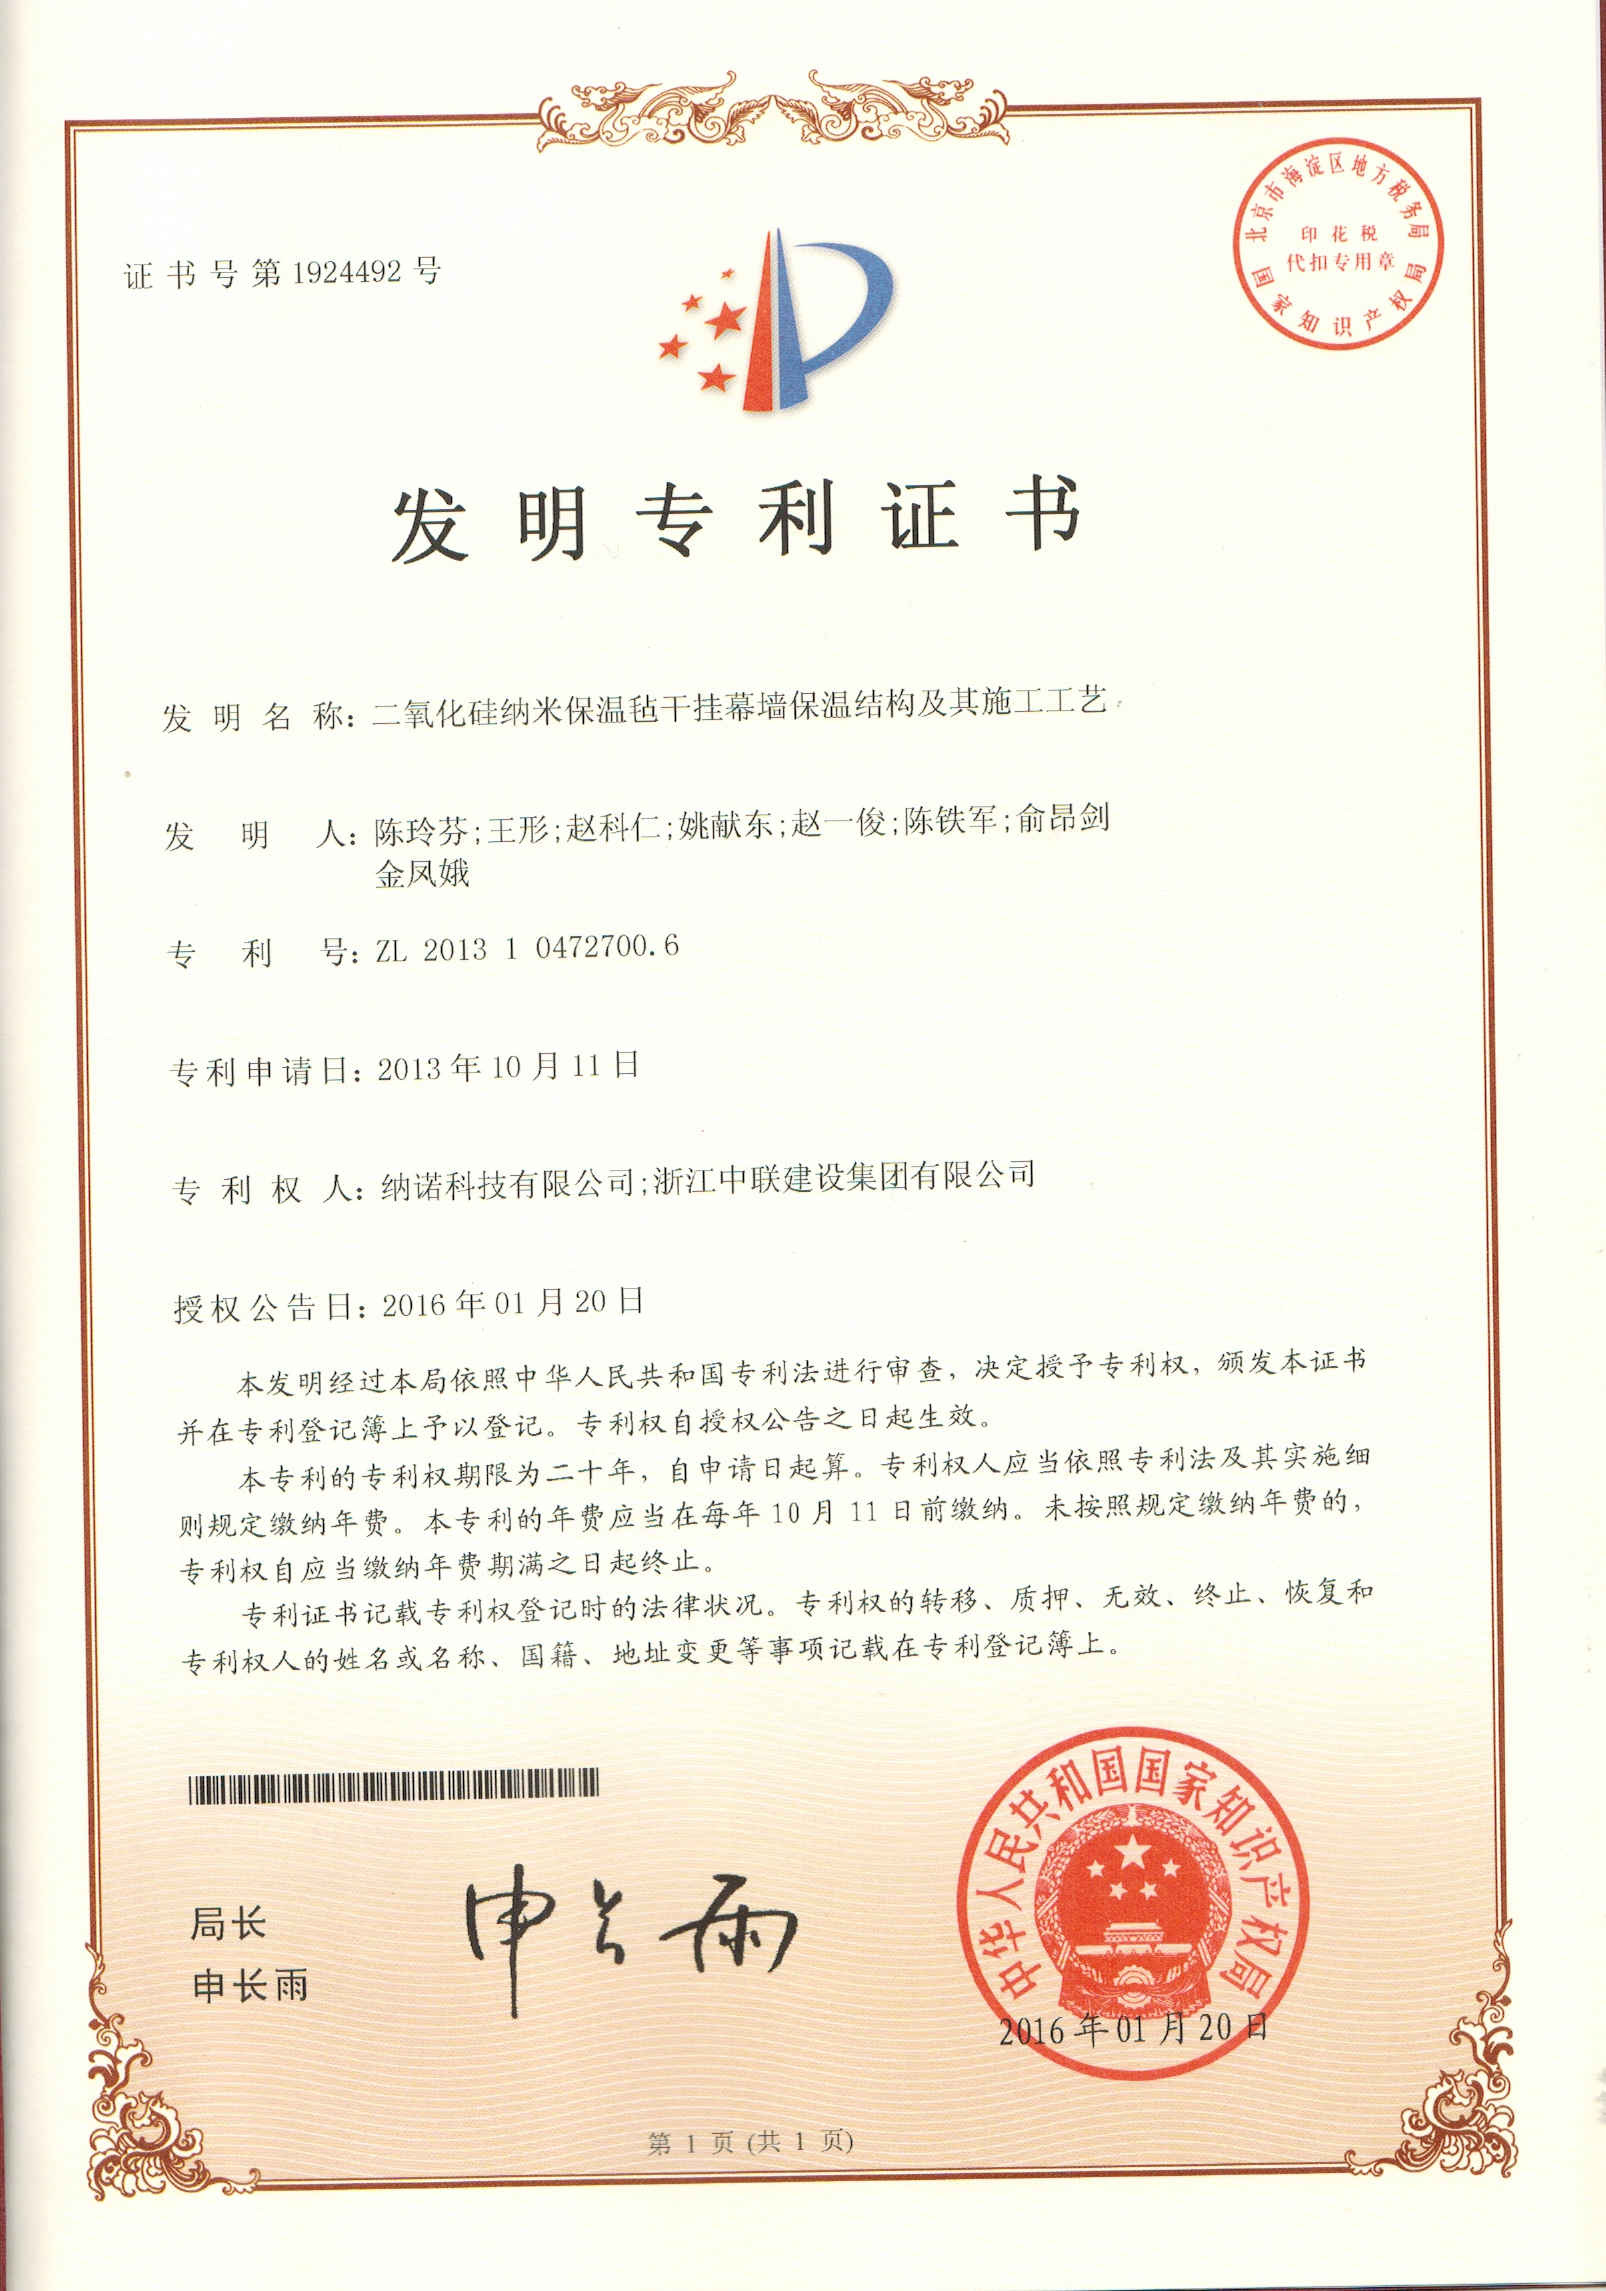 证书号第1924492号
北京市海淀区地方税务局
印花税
代扣专用章
国家知识产权局
发明专利证书
发明名称：二氧化硅纳米保温毡干挂幕墙保温结构及其施工工艺
发明人：陈玲芬;王彤;赵科仁;姚献东;赵一俊;陈铁军;俞昂剑
金凤娥
专利号：ZL 2013 1 0472700.6
专利申请日：2013年10月11日
专利权人：纳诺科技有限公司;浙江中联建设集团有限公司
授权公告日：2016年01月20日
本发明经过本局依照中华人民共和国专利法进行审查，决定授予专利权，颁发本证书
并在专利登记簿上予以登记。专利权自授权公告之日起生效。
本专利的专利权期限为二十年，自申请日起算。专利权人应当依照专利法及其实施细
则规定缴纳年费。本专利的年费应当在每年10月11日前缴纳。未按照规定缴纳年费的，
专利权自应当缴纳年费期满之日起终止。
专利证书记载专利权登记时的法律状况。专利权的转移、质押、无效、终止、恢复和
专利权人的姓名或名称、国籍、地址变更等事项记载在专利登记簿上。
局长
申长雨
申长雨
中华人民共和国国家知识产权局
2016年01月20日
第 1 页 (共 1 页)